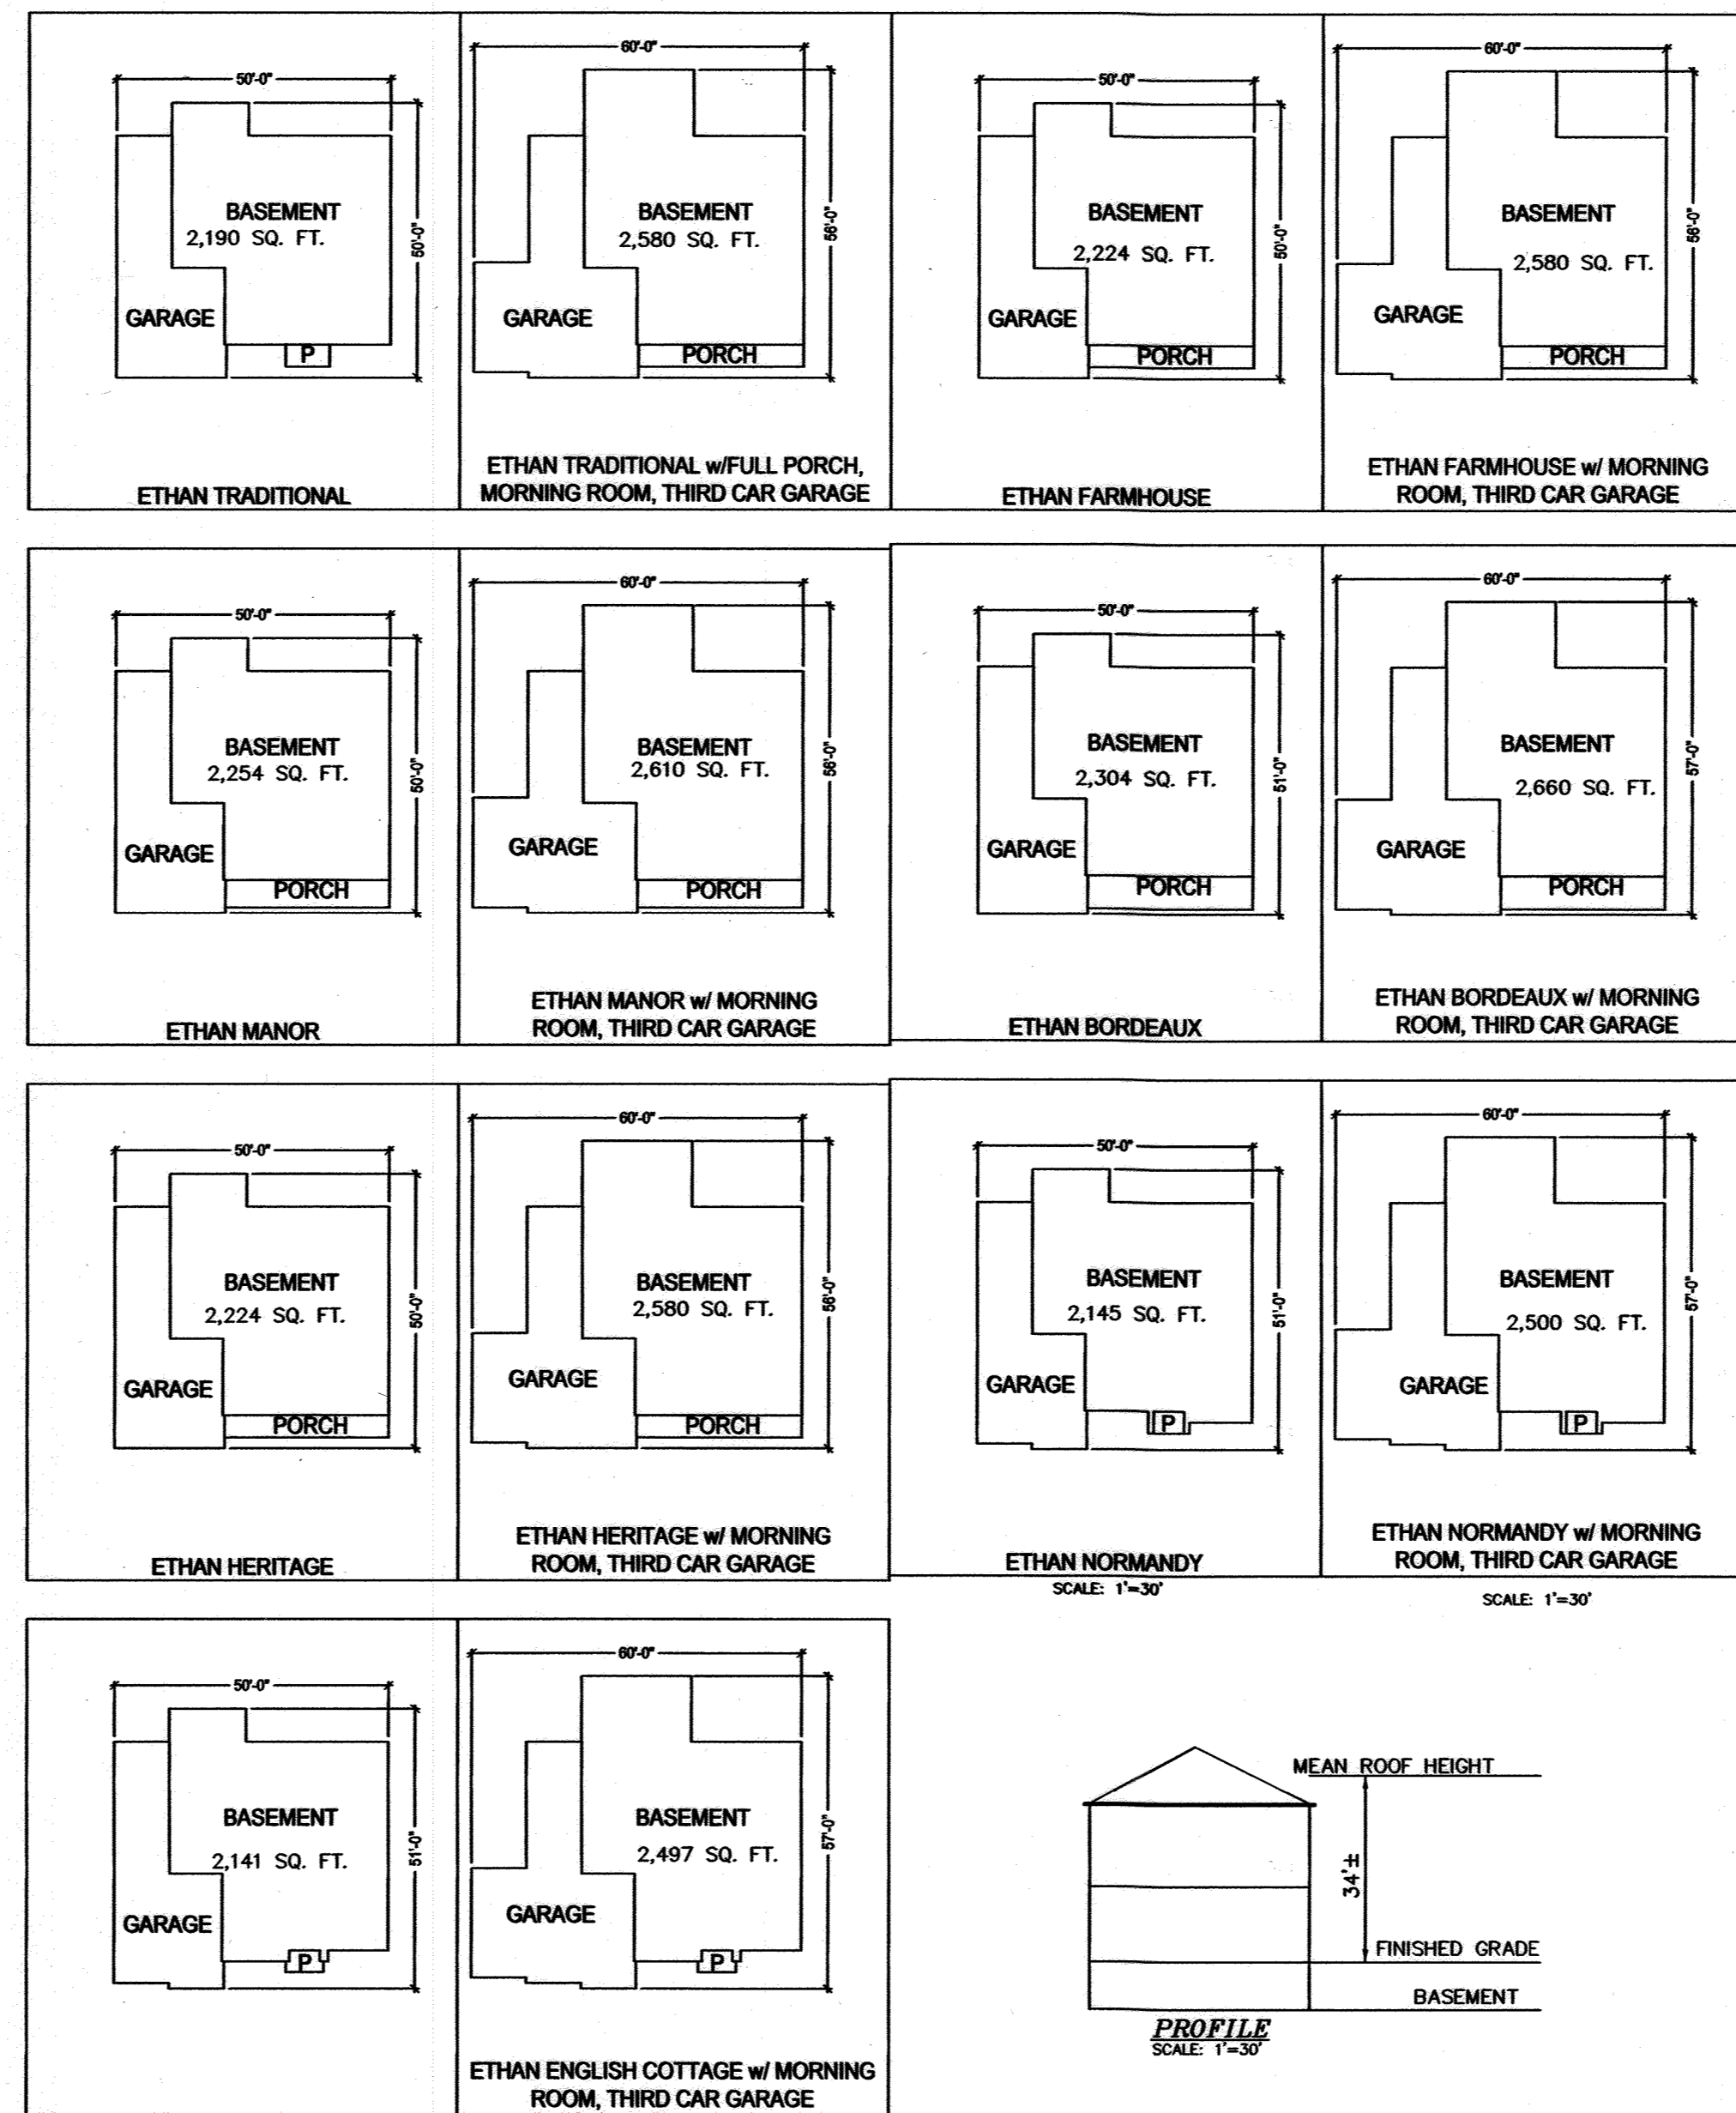 50'-0"
50'-0"
BASEMENT
2,190 SQ. FT.
GARAGE
P
ETHAN TRADITIONAL
60'-0"
56'-0"
BASEMENT
2,580 SQ. FT.
GARAGE
PORCH
ETHAN TRADITIONAL w/FULL PORCH,
MORNING ROOM, THIRD CAR GARAGE
50'-0"
50'-0"
BASEMENT
2,224 SQ. FT.
GARAGE
PORCH
ETHAN FARMHOUSE
60'-0"
56'-0"
BASEMENT
2,580 SQ. FT.
GARAGE
PORCH
ETHAN FARMHOUSE w/ MORNING
ROOM, THIRD CAR GARAGE
50'-0"
50'-0"
BASEMENT
2,254 SQ. FT.
GARAGE
PORCH
ETHAN MANOR
60'-0"
56'-0"
BASEMENT
2,610 SQ. FT.
GARAGE
PORCH
ETHAN MANOR w/ MORNING
ROOM, THIRD CAR GARAGE
50'-0"
51'-0"
BASEMENT
2,304 SQ. FT.
GARAGE
PORCH
ETHAN BORDEAUX
60'-0"
57'-0"
BASEMENT
2,660 SQ. FT.
GARAGE
PORCH
ETHAN BORDEAUX w/ MORNING
ROOM, THIRD CAR GARAGE
50'-0"
50'-0"
BASEMENT
2,224 SQ. FT.
GARAGE
PORCH
ETHAN HERITAGE
60'-0"
56'-0"
BASEMENT
2,580 SQ. FT.
GARAGE
PORCH
ETHAN HERITAGE w/ MORNING
ROOM, THIRD CAR GARAGE
50'-0"
51'-0"
BASEMENT
2,145 SQ. FT.
GARAGE
P
ETHAN NORMANDY
SCALE: 1"=30'
60'-0"
57'-0"
BASEMENT
2,500 SQ. FT.
GARAGE
P
ETHAN NORMANDY w/ MORNING
ROOM, THIRD CAR GARAGE
SCALE: 1"=30'
50'-0"
51'-0"
BASEMENT
2,141 SQ. FT.
GARAGE
P
60'-0"
57'-0"
BASEMENT
2,497 SQ. FT.
GARAGE
P
ETHAN ENGLISH COTTAGE w/ MORNING
ROOM, THIRD CAR GARAGE
MEAN ROOF HEIGHT
34'±
FINISHED GRADE
BASEMENT
PROFILE
SCALE: 1"=30'